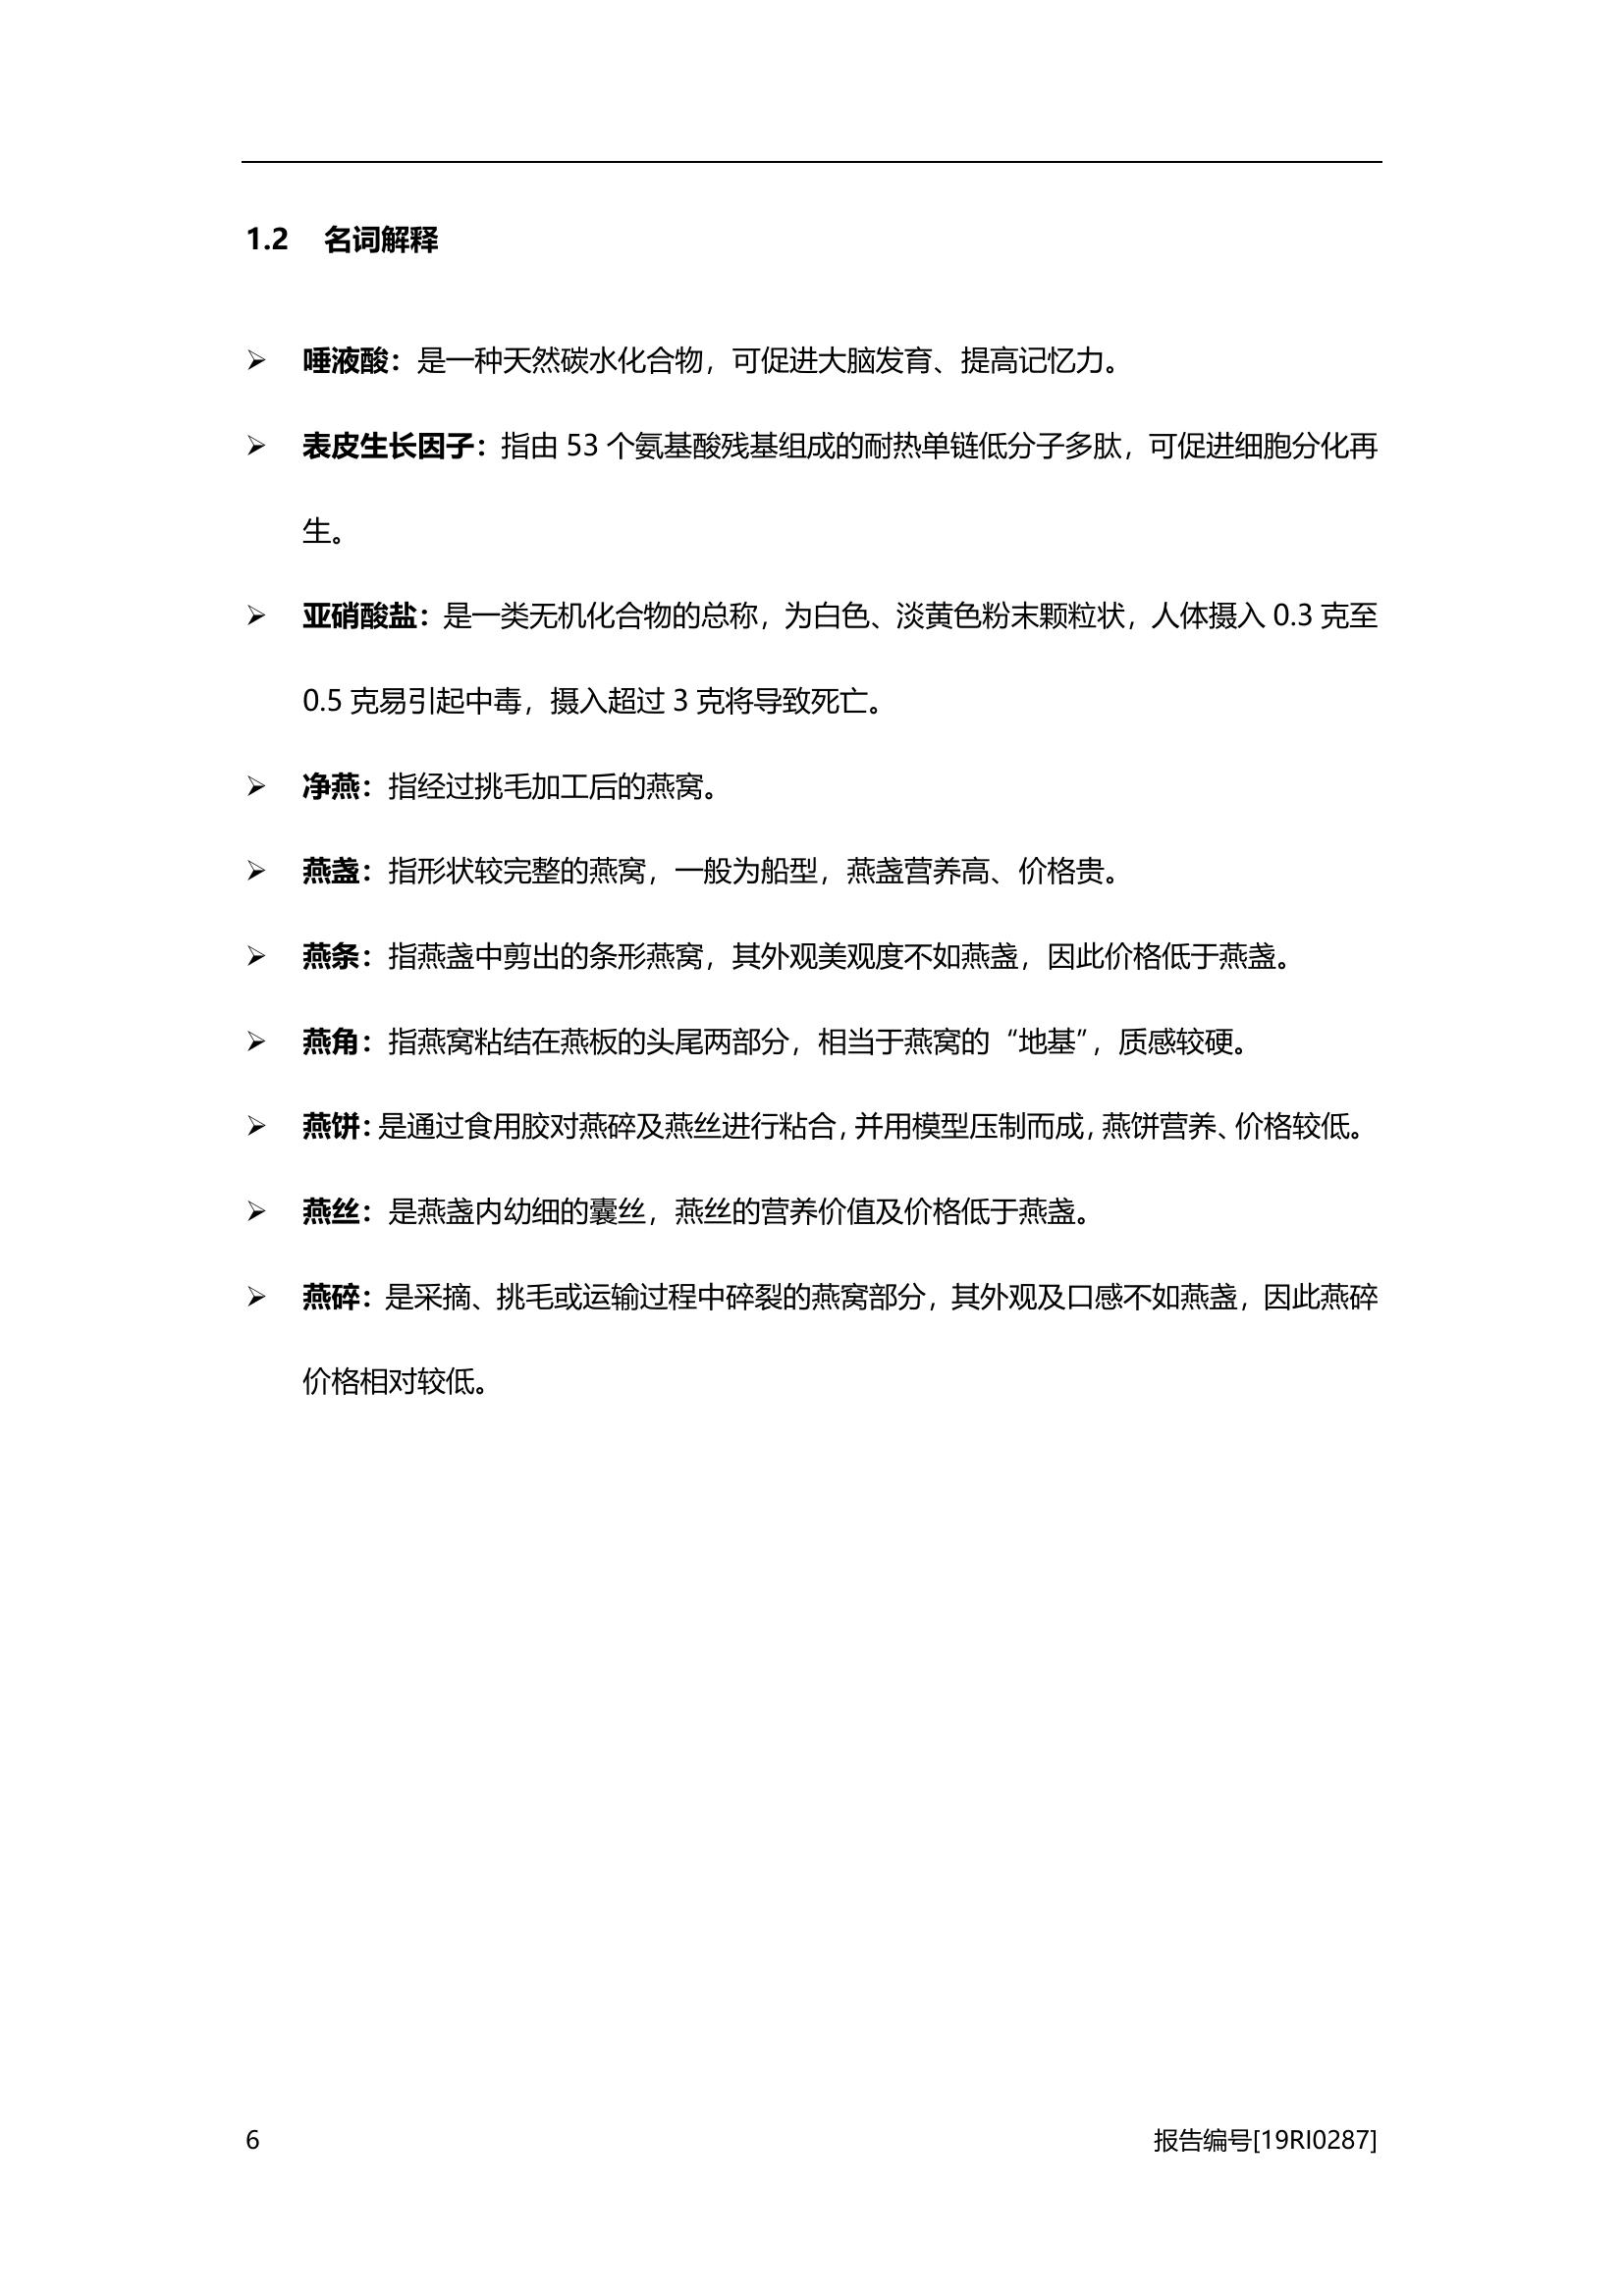 1.2 名词解释
➢ 唾液酸：是一种天然碳水化合物，可促进大脑发育、提高记忆力。
➢ 表皮生长因子：指由 53 个氨基酸残基组成的耐热单链低分子多肽，可促进细胞分化再
生。
➢ 亚硝酸盐：是一类无机化合物的总称，为白色、淡黄色粉末颗粒状，人体摄入 0.3 克至
0.5 克易引起中毒，摄入超过 3 克将导致死亡。
➢ 净燕：指经过挑毛加工后的燕窝。
➢ 燕盏：指形状较完整的燕窝，一般为船型，燕盏营养高、价格贵。
➢ 燕条：指燕盏中剪出的条形燕窝，其外观美观度不如燕盏，因此价格低于燕盏。
➢ 燕角：指燕窝粘结在燕板的头尾两部分，相当于燕窝的“地基”，质感较硬。
➢ 燕饼：是通过食用胶对燕碎及燕丝进行粘合，并用模型压制而成，燕饼营养、价格较低。
➢ 燕丝：是燕盏内幼细的囊丝，燕丝的营养价值及价格低于燕盏。
➢ 燕碎：是采摘、挑毛或运输过程中碎裂的燕窝部分，其外观及口感不如燕盏，因此燕碎
价格相对较低。
6 报告编号[19RI0287]